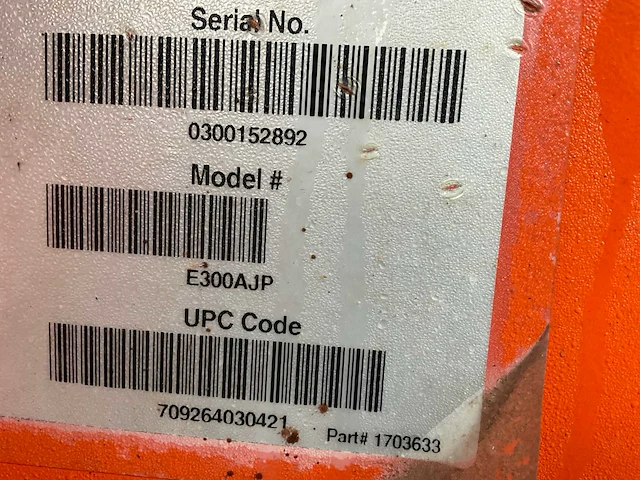 Serial No.
0300152892
Model #
E300AJP
UPC Code
709264030421
Part# 1703633